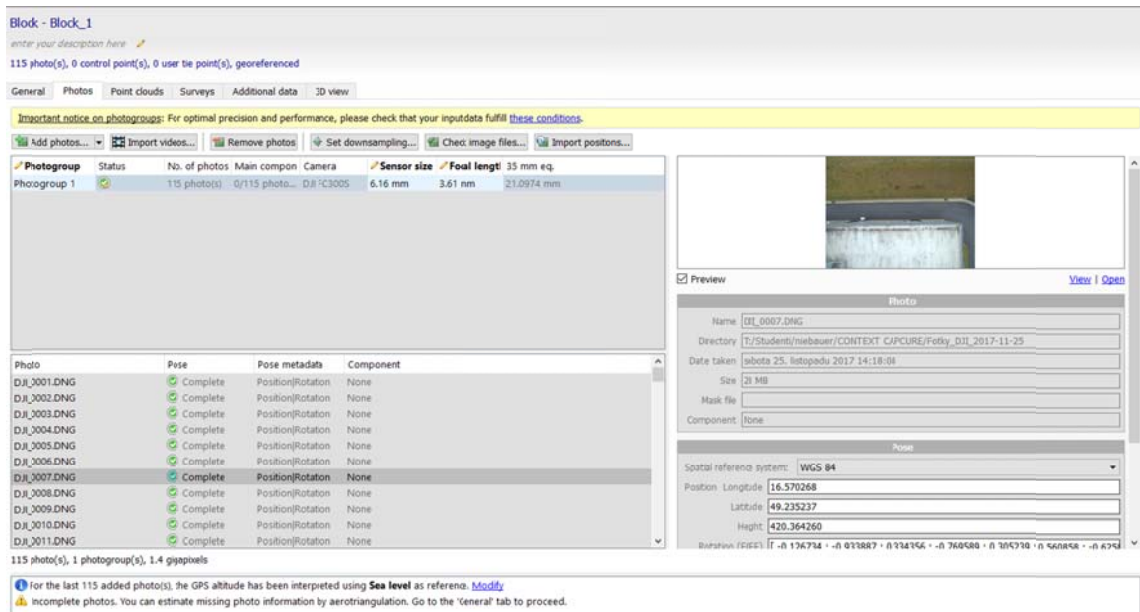 Block - Block_1
enter your description here
115 photo(s), 0 control point(s), 0 user tie point(s), georeferenced
General Photos Point clouds Surveys Additional data 3D view
Important notice on photogroups: For optimal precision and performance, please check that your inputdata fulfill these conditions.
Add photos... Import videos... Remove photos Set downsampling... Check image files... Import positions...
Photogroup Status No. of photos Main compon Camera Sensor size Focal lengtl 35 mm eq.
Photogroup 1 115 photo(s) 0/115 photo... DJI FC300S 6.16 mm 3.61 mm 21.0974 mm
Preview View | Open
Photo
Name DJI_0007.DNG
Directory T:/Studenti/niebauer/CONTEXT CAPCURE/Fotky_DJI_2017-11-25
Date taken sobota 25. listopadu 2017 14:18:04
Size 28 MB
Mask file
Component None
Photo Pose Pose metadata Component
DJI_0001.DNG Complete Position|Rotation None
DJI_0002.DNG Complete Position|Rotation None
DJI_0003.DNG Complete Position|Rotation None
DJI_0004.DNG Complete Position|Rotation None
DJI_0005.DNG Complete Position|Rotation None
DJI_0006.DNG Complete Position|Rotation None
DJI_0007.DNG Complete Position|Rotation None
DJI_0008.DNG Complete Position|Rotation None
DJI_0009.DNG Complete Position|Rotation None
DJI_0010.DNG Complete Position|Rotation None
DJI_0011.DNG Complete Position|Rotation None
Pose
Spatial reference system: WGS 84
Position Longitude 16.570268
Latitude 49.235237
Height 420.364260
115 photo(s), 1 photogroup(s), 1.4 gigapixels
For the last 115 added photo(s), the GPS altitude has been interpreted using Sea level as reference. Modify
Incomplete photos. You can estimate missing photo information by aerotriangulation. Go to the 'General' tab to proceed.